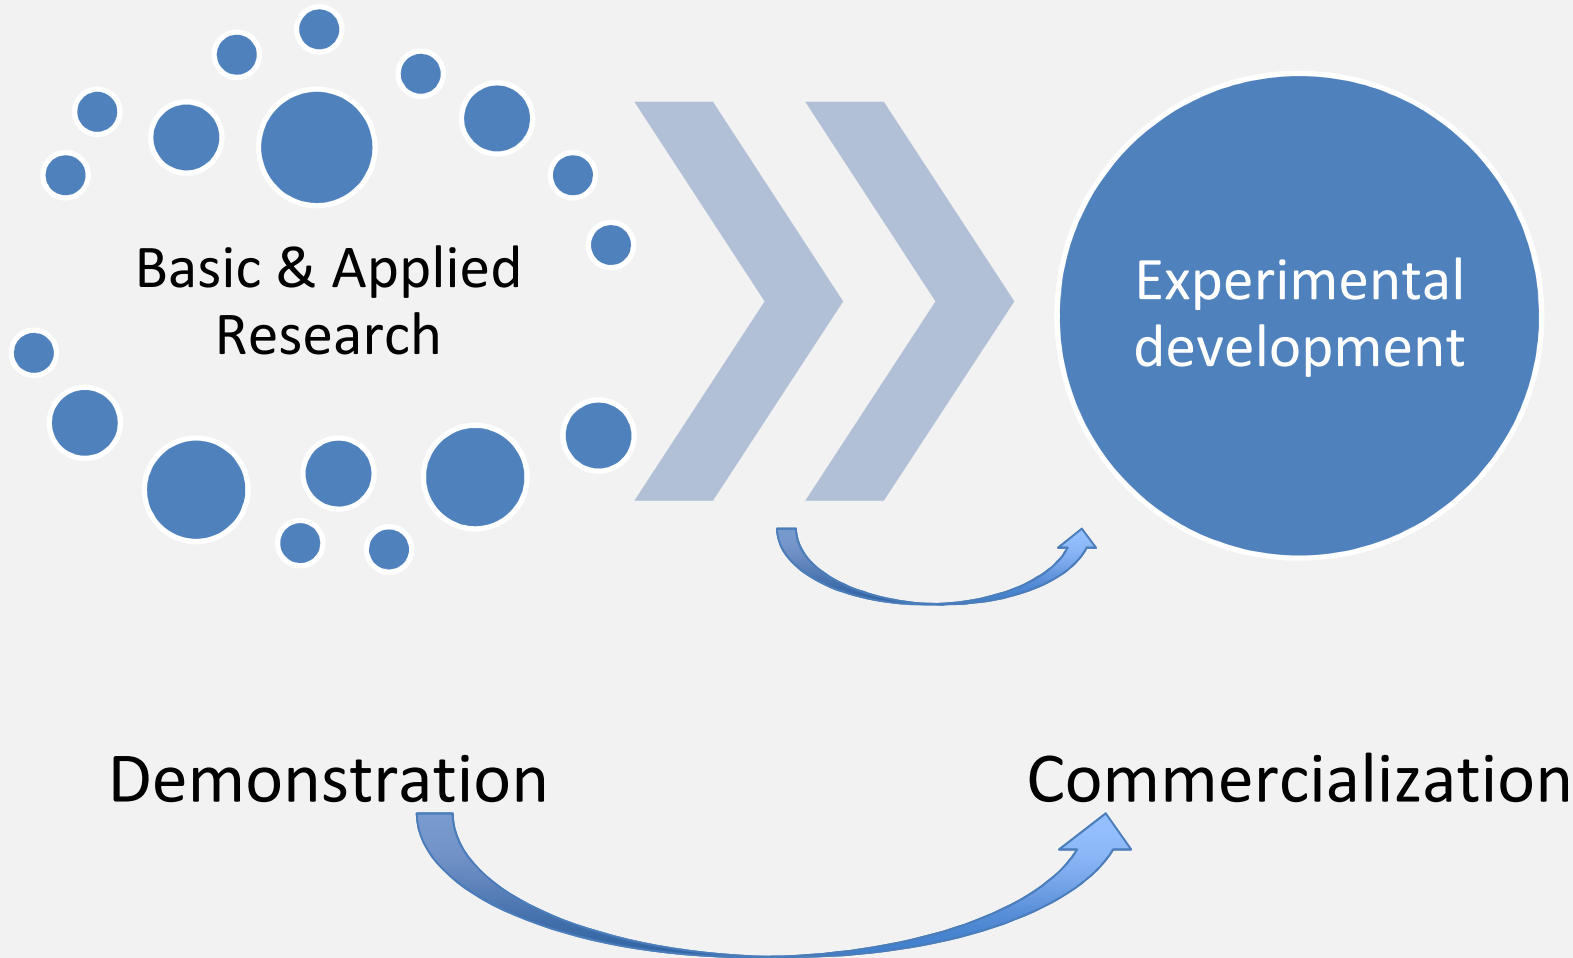 Basic & Applied
Research
Experimental
development
Demonstration
Commercialization